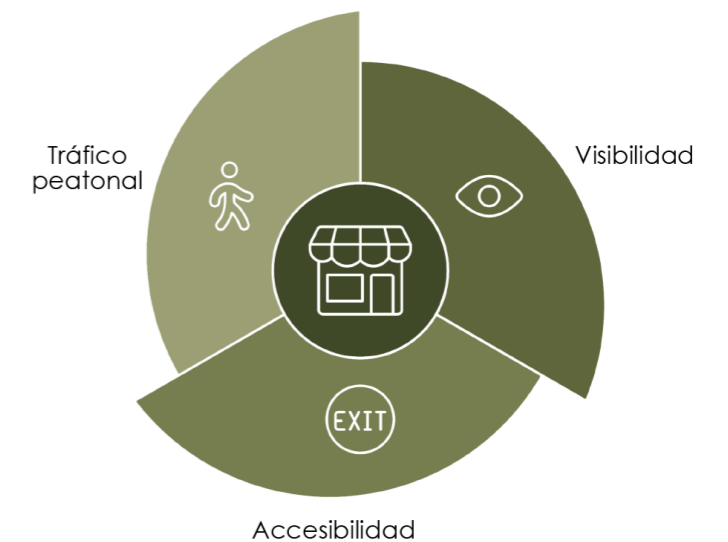 Tráfico
peatonal
Visibilidad
EXIT
Accesibilidad